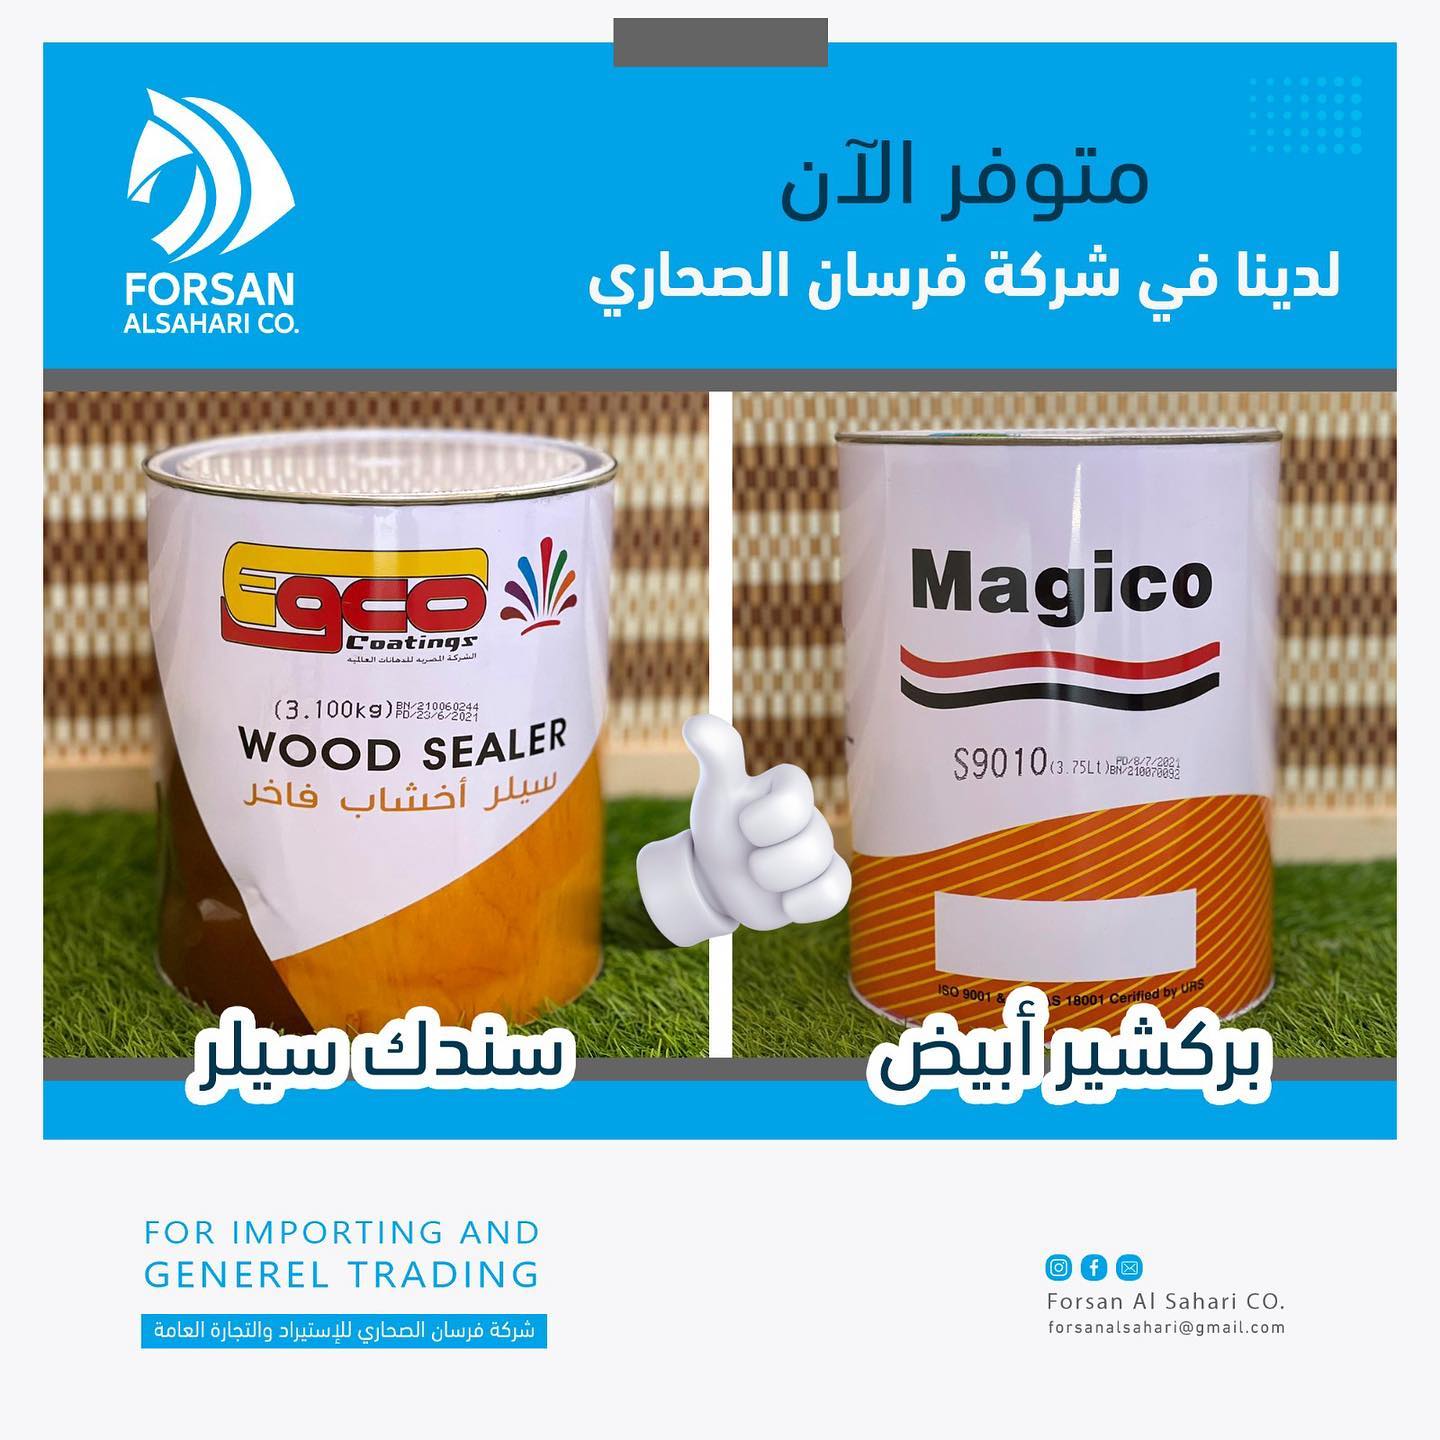 FORSAN
ALSAHARI CO.
متوفر الآن
لدينا في شركة فرسان الصحاري
Egco
Coatings
الشركة المصريه للدهانات العالميه
(3.100kg) BN/210060244
PD/23/6/2021
WOOD SEALER
سيلر أخشاب فاخر
سندك سيلر
Magico
S9010 (3.75Lt) PD/8/7/2021
BN/210070092
ISO 9001 & 18001 Cerified by URS
بركشير أبيض
FOR IMPORTING AND
GENEREL TRADING
شركة فرسان الصحاري للإستيراد والتجارة العامة
Forsan Al Sahari CO.
forsanalsahari@gmail.com